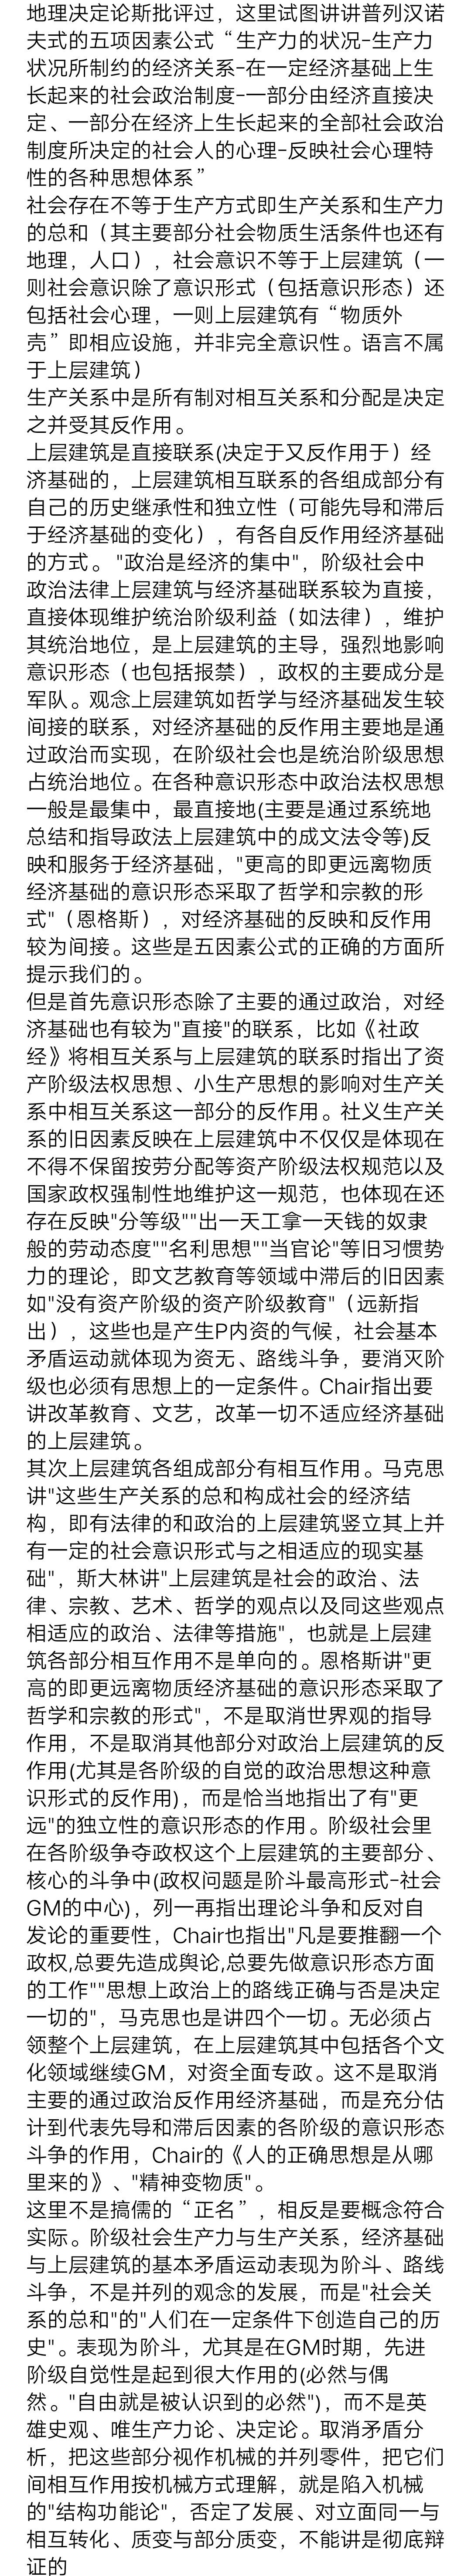 地理决定论斯批评过，这里试图讲讲普列汉诺
夫式的五项因素公式“生产力的状况-生产力
状况所制约的经济关系-在一定经济基础上生
长起来的社会政治制度-一部分由经济直接决
定、一部分在经济上生长起来的全部社会政治
制度所决定的社会人的心理-反映社会心理特
性的各种思想体系”
社会存在不等于生产方式即生产关系和生产力
的总和（其主要部分社会物质生活条件也还有
地理，人口），社会意识不等于上层建筑（一
则社会意识除了意识形式（包括意识形态）还
包括社会心理，一则上层建筑有“物质外
壳”即相应设施，并非完全意识性。语言不属
于上层建筑）
生产关系中是所有制对相互关系和分配是决定
之并受其反作用。
上层建筑是直接联系(决定于又反作用于）经
济基础的，上层建筑相互联系的各组成部分有
自己的历史继承性和独立性（可能先导和滞后
于经济基础的变化），有各自反作用经济基础
的方式。"政治是经济的集中"，阶级社会中
政治法律上层建筑与经济基础联系较为直接，
直接体现维护统治阶级利益（如法律），维护
其统治地位，是上层建筑的主导，强烈地影响
意识形态（也包括报禁），政权的主要成分是
军队。观念上层建筑如哲学与经济基础发生较
间接的联系，对经济基础的反作用主要地是通
过政治而实现，在阶级社会也是统治阶级思想
占统治地位。在各种意识形态中政治法权思想
一般是最集中，最直接地(主要是通过系统地
总结和指导政法上层建筑中的成文法令等)反
映和服务于经济基础，"更高的即更远离物质
经济基础的意识形态采取了哲学和宗教的形
式"（恩格斯），对经济基础的反映和反作用
较为间接。这些是五因素公式的正确的方面所
提示我们的。
但是首先意识形态除了主要的通过政治，对经
济基础也有较为"直接"的联系，比如《社政
经》将相互关系与上层建筑的联系时指出了资
产阶级法权思想、小生产思想的影响对生产关
系中相互关系这一部分的反作用。社义生产关
系的旧因素反映在上层建筑中不仅仅是体现在
不得不保留按劳分配等资产阶级法权规范以及
国家政权强制性地维护这一规范，也体现在还
存在反映"分等级""出一天工拿一天钱的奴隶
般的劳动态度""名利思想""当官论"等旧习惯势
力的理论，即文艺教育等领域中滞后的旧因素
如"没有资产阶级的资产阶级教育"（远新指
出），这些也是产生P内资的气候，社会基本
矛盾运动就体现为资无、路线斗争，要消灭阶
级也必须有思想上的一定条件。Chair指出要
讲改革教育、文艺，改革一切不适应经济基础
的上层建筑。
其次上层建筑各组成部分有相互作用。马克思
讲"这些生产关系的总和构成社会的经济结
构，即有法律的和政治的上层建筑竖立其上并
有一定的社会意识形式与之相适应的现实基
础"，斯大林讲"上层建筑是社会的政治、法
律、宗教、艺术、哲学的观点以及同这些观点
相适应的政治、法律等措施"，也就是上层建
筑各部分相互作用不是单向的。恩格斯讲"更
高的即更远离物质经济基础的意识形态采取了
哲学和宗教的形式"，不是取消世界观的指导
作用，不是取消其他部分对政治上层建筑的反
作用(尤其是各阶级的自觉的政治思想这种意
识形式的反作用)，而是恰当地指出了有"更
远"的独立性的意识形态的作用。阶级社会里
在各阶级争夺政权这个上层建筑的主要部分、
核心的斗争中(政权问题是阶斗最高形式-社会
GM的中心)，列一再指出理论斗争和反对自
发论的重要性，Chair也指出"凡是要推翻一个
政权,总要先造成舆论,总要先做意识形态方面
的工作""思想上政治上的路线正确与否是决定
一切的"，马克思也是讲四个一切。无必须占
领整个上层建筑，在上层建筑其中包括各个文
化领域继续GM，对资全面专政。这不是取消
主要的通过政治反作用经济基础，而是充分估
计到代表先导和滞后因素的各阶级的意识形态
斗争的作用，Chair的《人的正确思想是从哪
里来的》、"精神变物质"。
这里不是搞儒的“正名”，相反是要概念符合
实际。阶级社会生产力与生产关系，经济基础
与上层建筑的基本矛盾运动表现为阶斗、路线
斗争，不是并列的观念的发展，而是"社会关
系的总和"的"人们在一定条件下创造自己的历
史"。表现为阶斗，尤其是在GM时期，先进
阶级自觉性是起到很大作用的(必然与偶
然。"自由就是被认识到的必然")，而不是英
雄史观、唯生产力论、决定论。取消矛盾分
析，把这些部分视作机械的并列零件，把它们
间相互作用按机械方式理解，就是陷入机械
的"结构功能论"，否定了发展、对立面同一与
相互转化、质变与部分质变，不能讲是彻底辩
证的